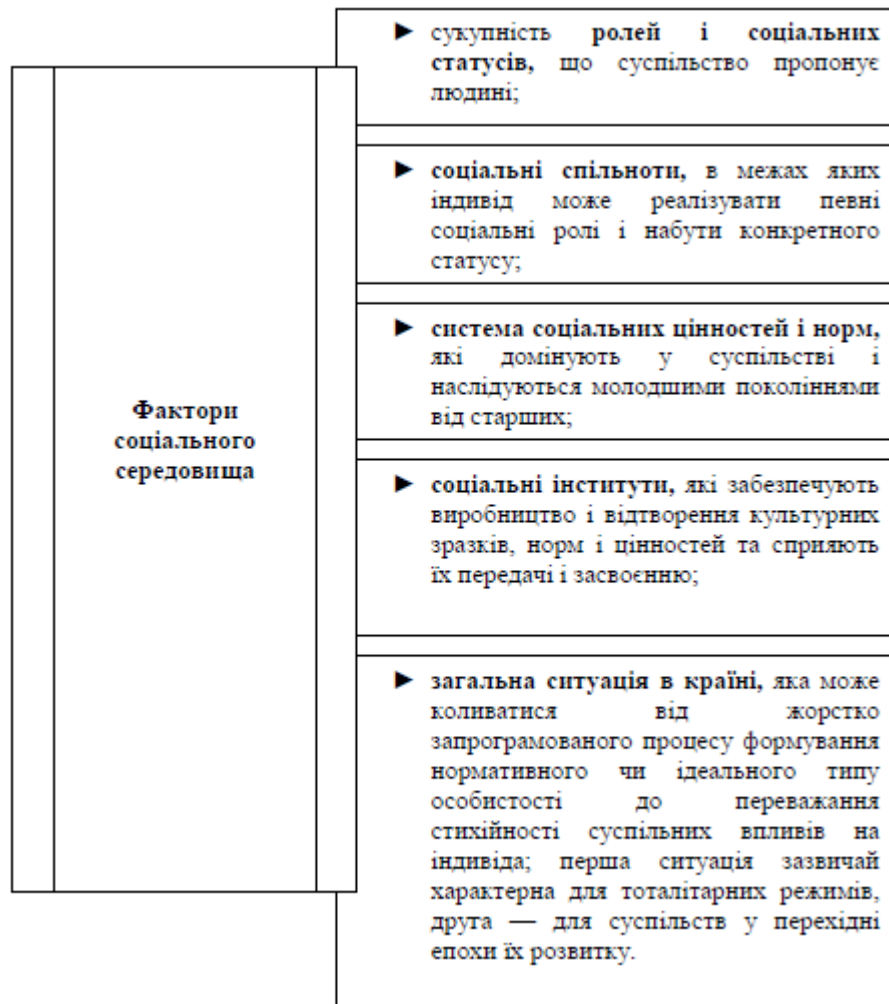 ► сукупність ролей і соціальних
статусів, що суспільство пропонує
людині;
► соціальні спільноти, в межах яких
індивід може реалізувати певні
соціальні ролі і набути конкретного
статусу;
► система соціальних цінностей і норм,
які домінують у суспільстві і
наслідуються молодшими поколіннями
від старших;
Фактори
соціального
середовища
► соціальні інститути, які забезпечують
виробництво і відтворення культурних
зразків, норм і цінностей та сприяють
їх передачі і засвоєнню;
► загальна ситуація в країні, яка може
коливатися від жорстко
запрограмованого процесу формування
нормативного чи ідеального типу
особистості до переважання
стихійності суспільних впливів на
індивіда; перша ситуація зазвичай
характерна для тоталітарних режимів,
друга — для суспільств у перехідні
епохи їх розвитку.